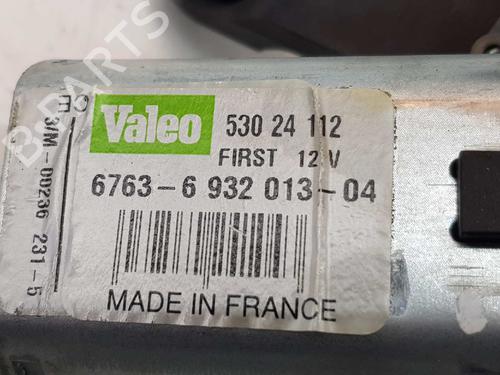 B-PARTS
Valeo
530 24 112
FIRST 12 V
6763-6 932 013-04
MADE IN FRANCE
CE
3/M-00236 231-5